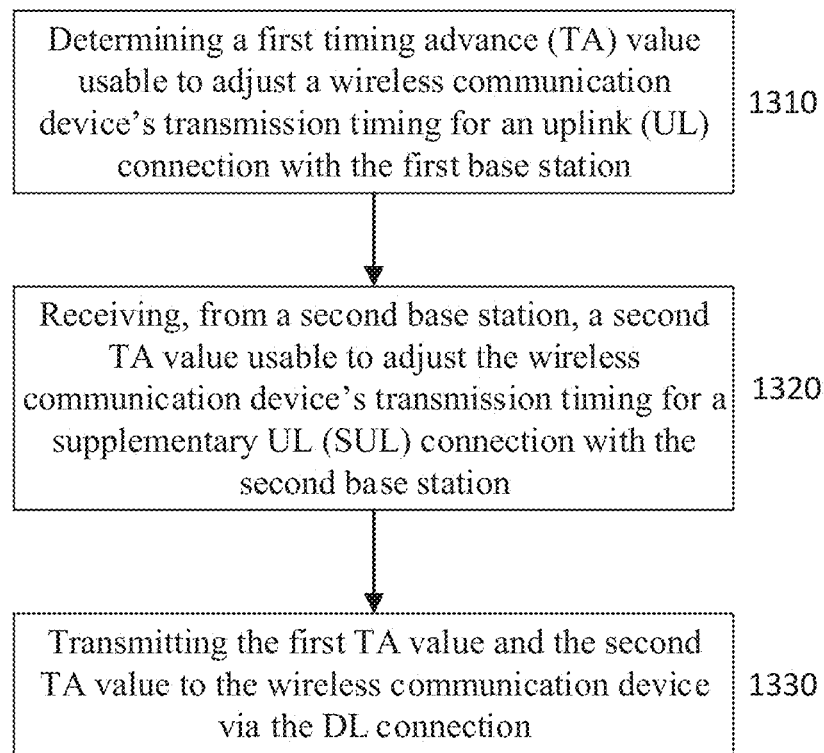 Determining a first timing advance (TA) value
usable to adjust a wireless communication
device's transmission timing for an uplink (UL)
connection with the first base station
1310
Receiving, from a second base station, a second
TA value usable to adjust the wireless
communication device's transmission timing for a
supplementary UL (SUL) connection with the
second base station
1320
Transmitting the first TA value and the second
TA value to the wireless communication device
via the DL connection
1330